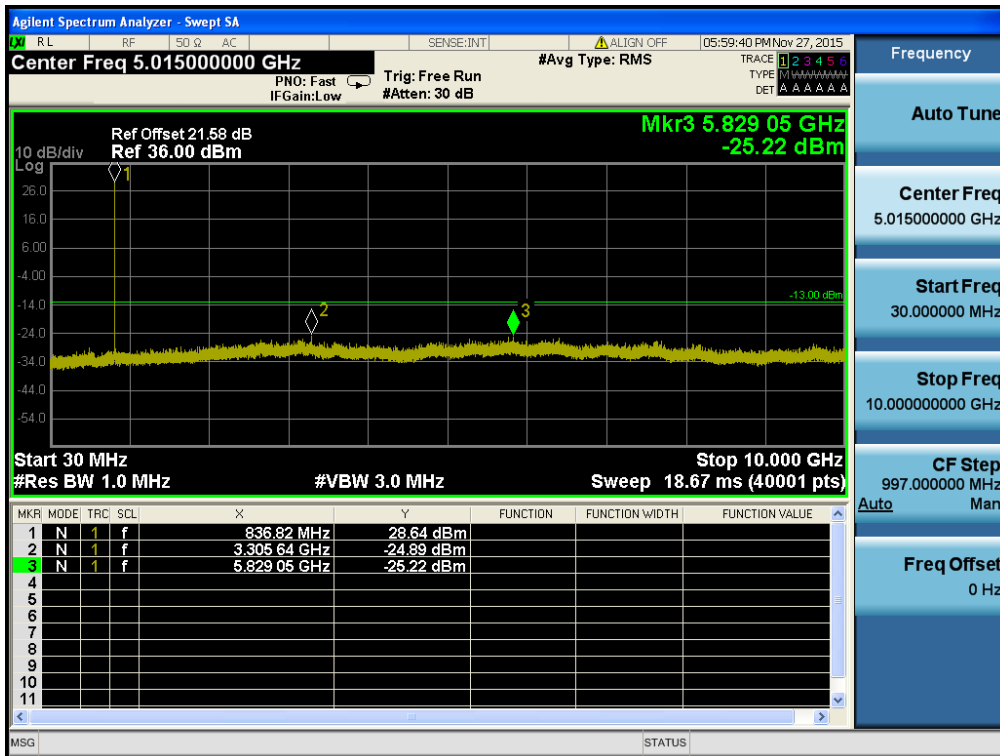 Agilent Spectrum Analyzer - Swept SA
LXI RL RF 50 Ω AC SENSE:INT ALIGN OFF 05:59:40 PM Nov 27, 2015
Center Freq 5.015000000 GHz #Avg Type: RMS TRACE 1 2 3 4 5 6
PNO: Fast Trig: Free Run TYPE M W W W W W
IFGain:Low #Atten: 30 dB DET A A A A A A
Mkr3 5.829 05 GHz
-25.22 dBm
Ref Offset 21.58 dB
10 dB/div Ref 36.00 dBm
Log
1
26.0
16.0
6.00
-4.00
-13.00 dBm
-14.0
2
3
-24.0
-34.0
-44.0
-54.0
Start 30 MHz Stop 10.000 GHz
#Res BW 1.0 MHz #VBW 3.0 MHz Sweep 18.67 ms (40001 pts)
MKR MODE TRC SCL X Y FUNCTION FUNCTION WIDTH FUNCTION VALUE
1 N 1 f 836.82 MHz 28.64 dBm
2 N 1 f 3.305 64 GHz -24.89 dBm
3 N 1 f 5.829 05 GHz -25.22 dBm
4
5
6
7
8
9
10
11
MSG STATUS
Frequency
Auto Tune
Center Freq
5.015000000 GHz
Start Freq
30.000000 MHz
Stop Freq
10.000000000 GHz
CF Step
997.000000 MHz
Auto Man
Freq Offset
0 Hz